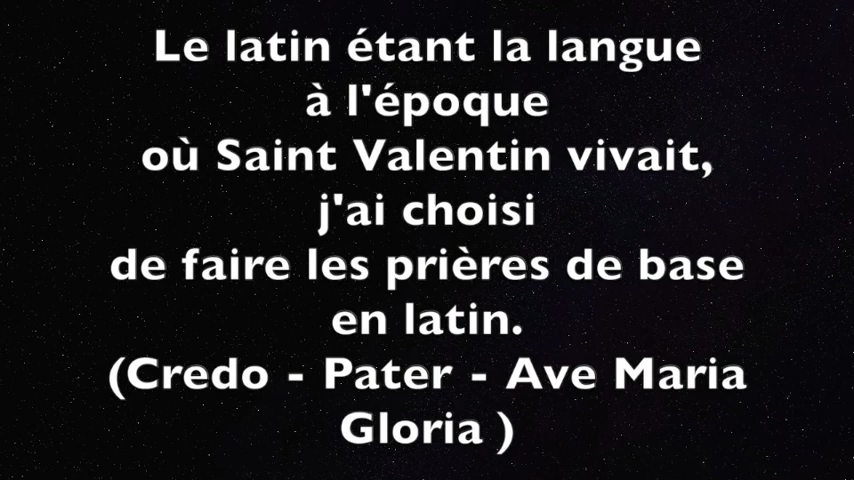 Le latin étant la langue
à l'époque
où Saint Valentin vivait,
j'ai choisi
de faire les prières de base
en latin.
(Credo - Pater - Ave Maria
Gloria )